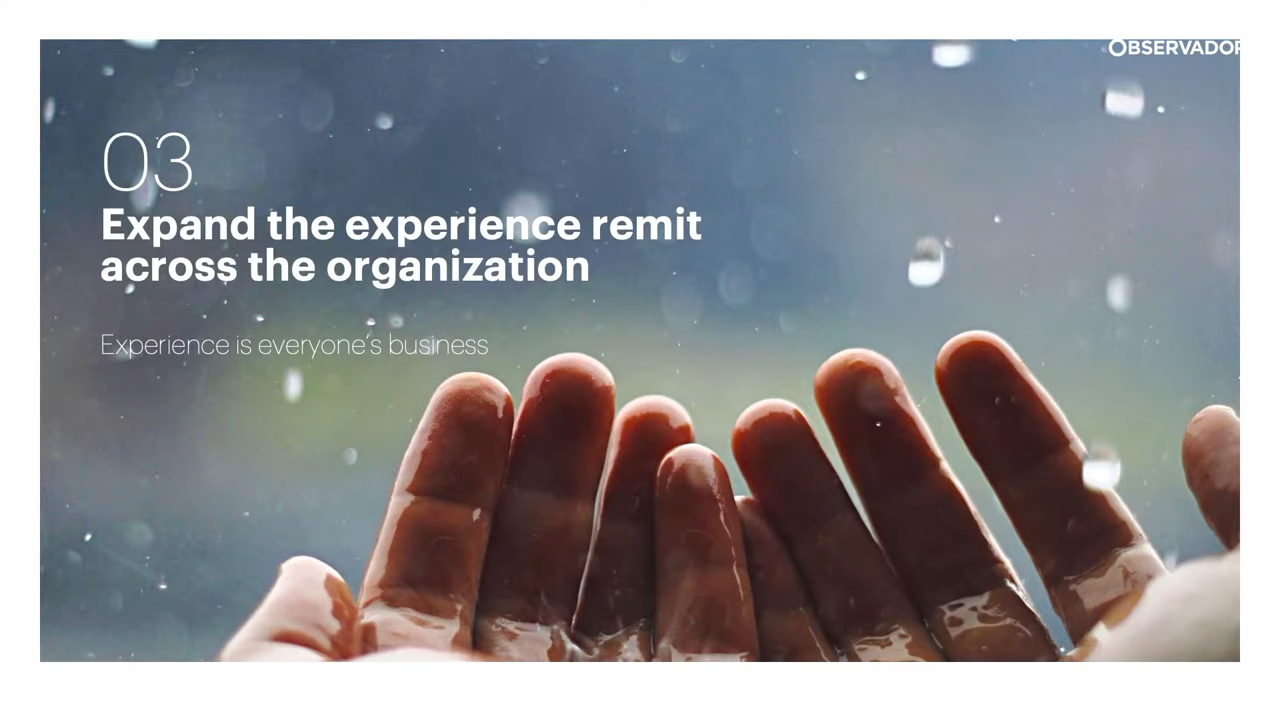 OBSERVADOR
03
Expand the experience remit
across the organization
Experience is everyone's business